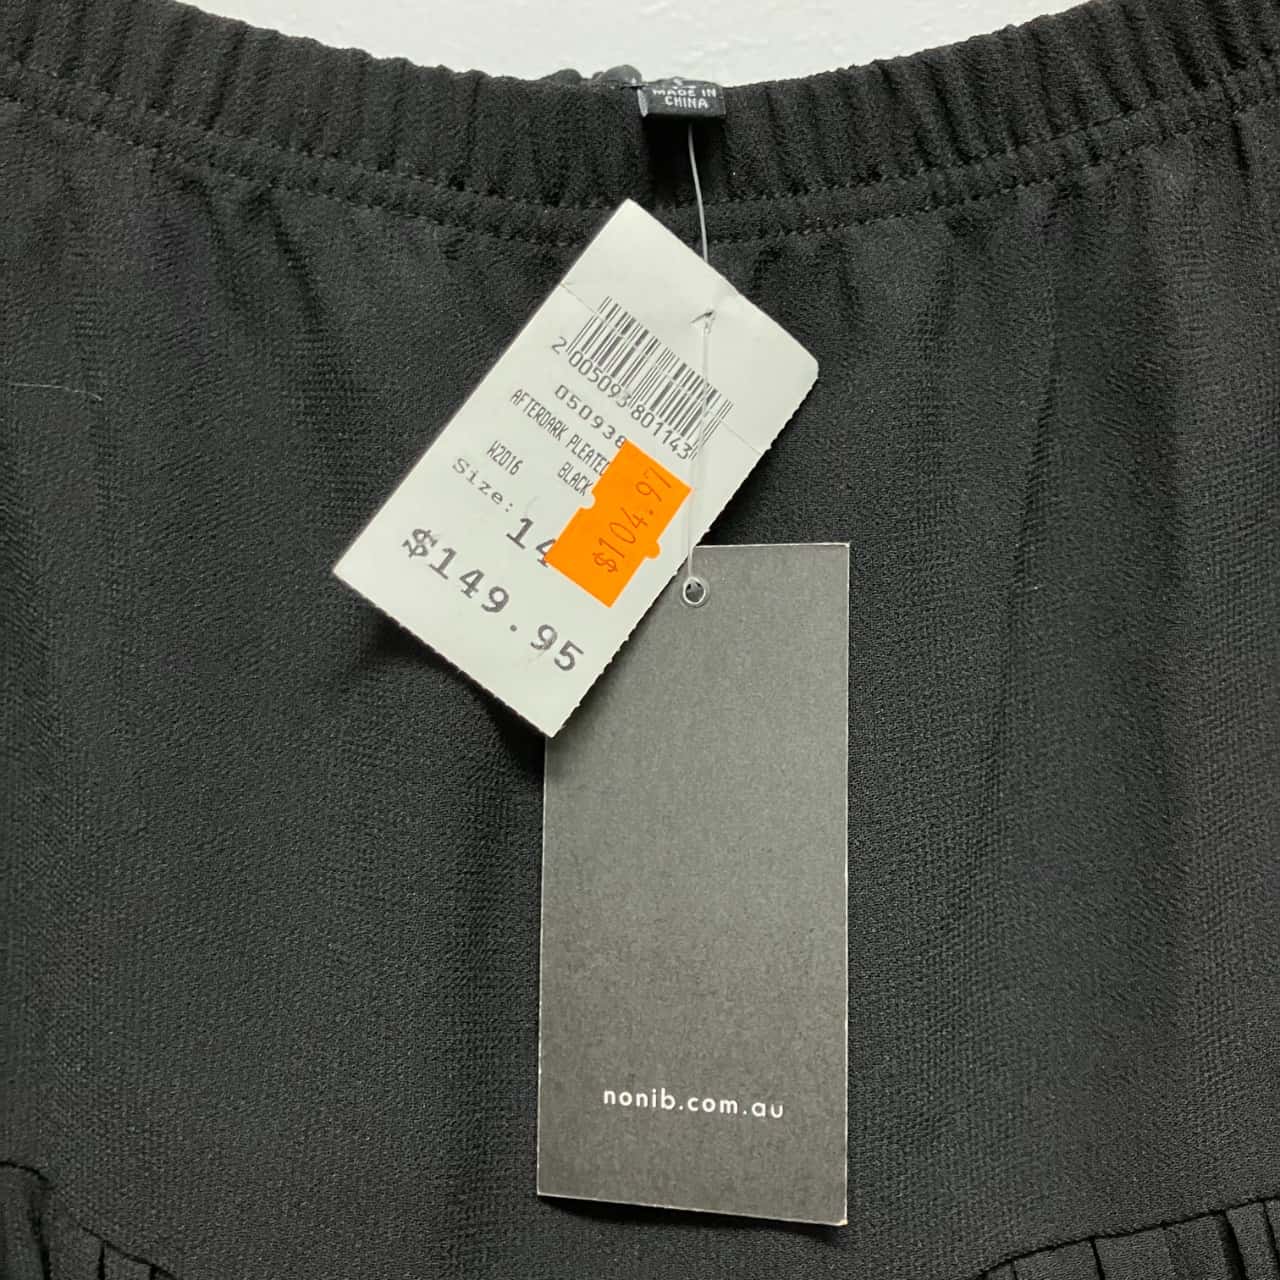 MADE IN
CHINA
2 005093 801143
050938
AFTERDARK PLEATED
W2016 BLACK
Size: 14
$149.95
$104.97
nonib.com.au